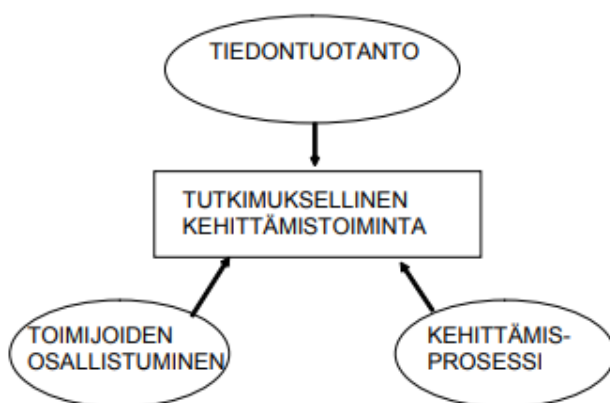 TIEDONTUOTANTO
TUTKIMUKSELLINEN
KEHITTÄMISTOIMINTA
TOIMIJOIDEN
OSALLISTUMINEN
KEHITTÄMIS-
PROSESSI